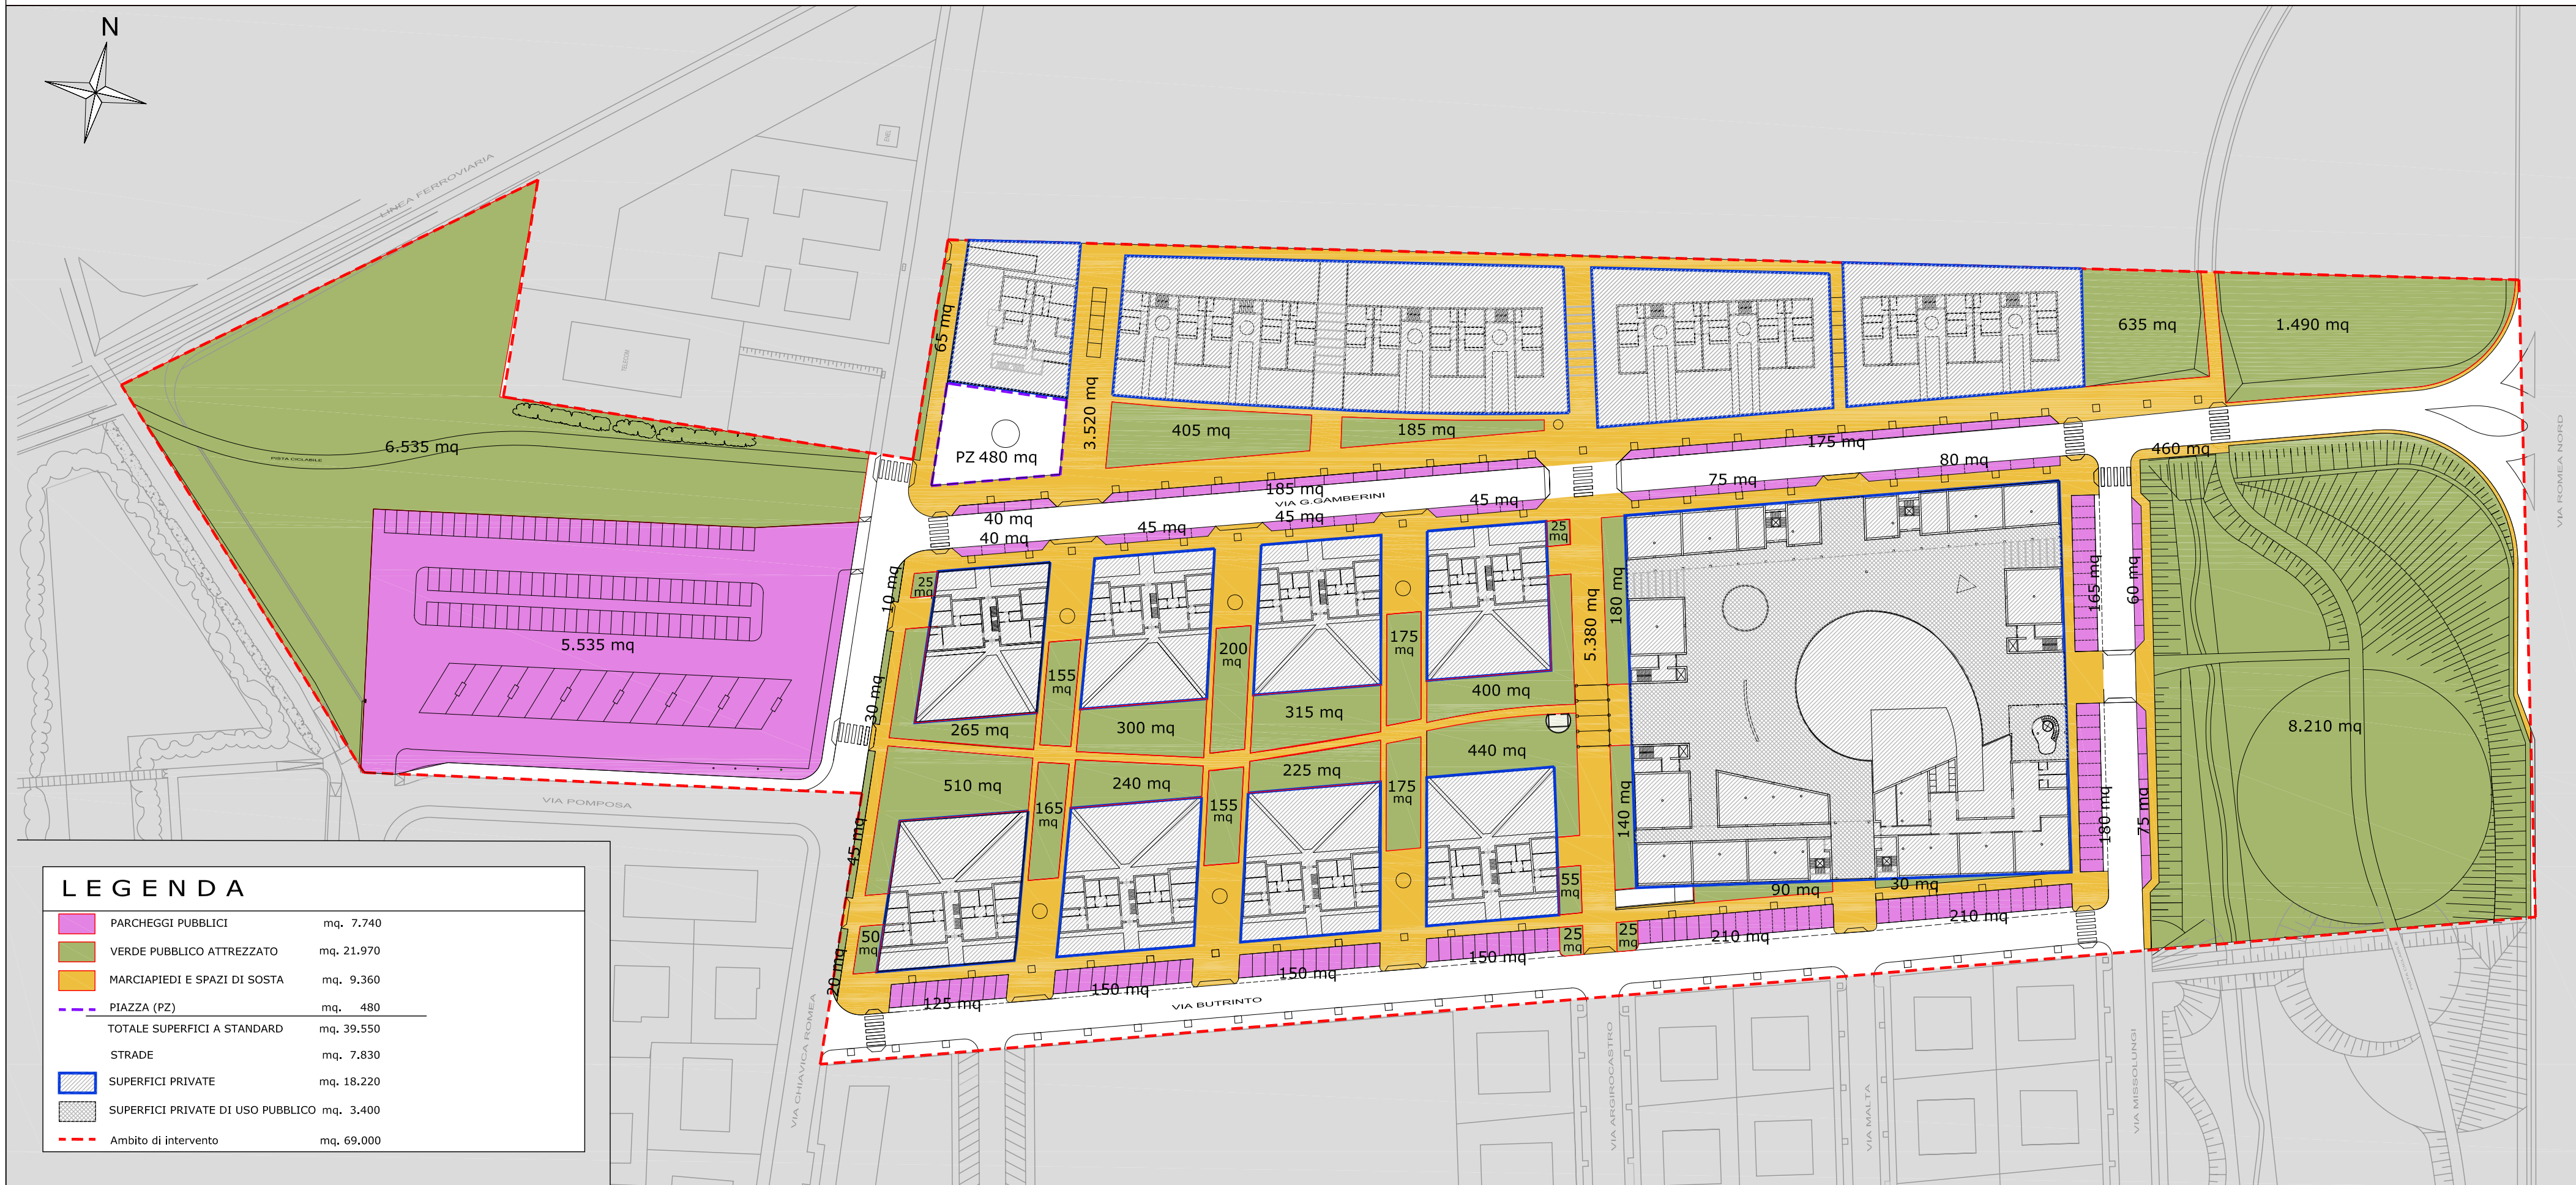 N
LINEA FERROVIARIA
ENEL
TELECOM
65 mq
3.520 mq
635 mq
1.490 mq
6.535 mq
PISTA CICLABILE
PZ 480 mq
405 mq
185 mq
175 mq
460 mq
80 mq
75 mq
185 mq
VIA G.GAMBERINI
45 mq
45 mq
45 mq
40 mq
40 mq
VIA ROMEA NORD
5.535 mq
10 mq
25
mq
25
mq
180 mq
5.380 mq
165 mq
60 mq
155
mq
200
mq
175
mq
400 mq
30 mq
265 mq
300 mq
315 mq
440 mq
8.210 mq
510 mq
240 mq
225 mq
165
mq
155
mq
175
mq
140 mq
180 mq
75 mq
VIA POMPOSA
45 mq
55
mq
90 mq
30 mq
50
mq
25
mq
25
mq
210 mq
210 mq
20 mq
125 mq
150 mq
150 mq
150 mq
VIA BUTRINTO
VIA CHIAVICA ROMEA
VIA ARGIROCASTRO
VIA MALTA
VIA MISSOLUNGI
LEGENDA
PARCHEGGI PUBBLICI mq. 7.740
VERDE PUBBLICO ATTREZZATO mq. 21.970
MARCIAPIEDI E SPAZI DI SOSTA mq. 9.360
PIAZZA (PZ) mq. 480
TOTALE SUPERFICI A STANDARD mq. 39.550
STRADE mq. 7.830
SUPERFICI PRIVATE mq. 18.220
SUPERFICI PRIVATE DI USO PUBBLICO mq. 3.400
Ambito di intervento mq. 69.000